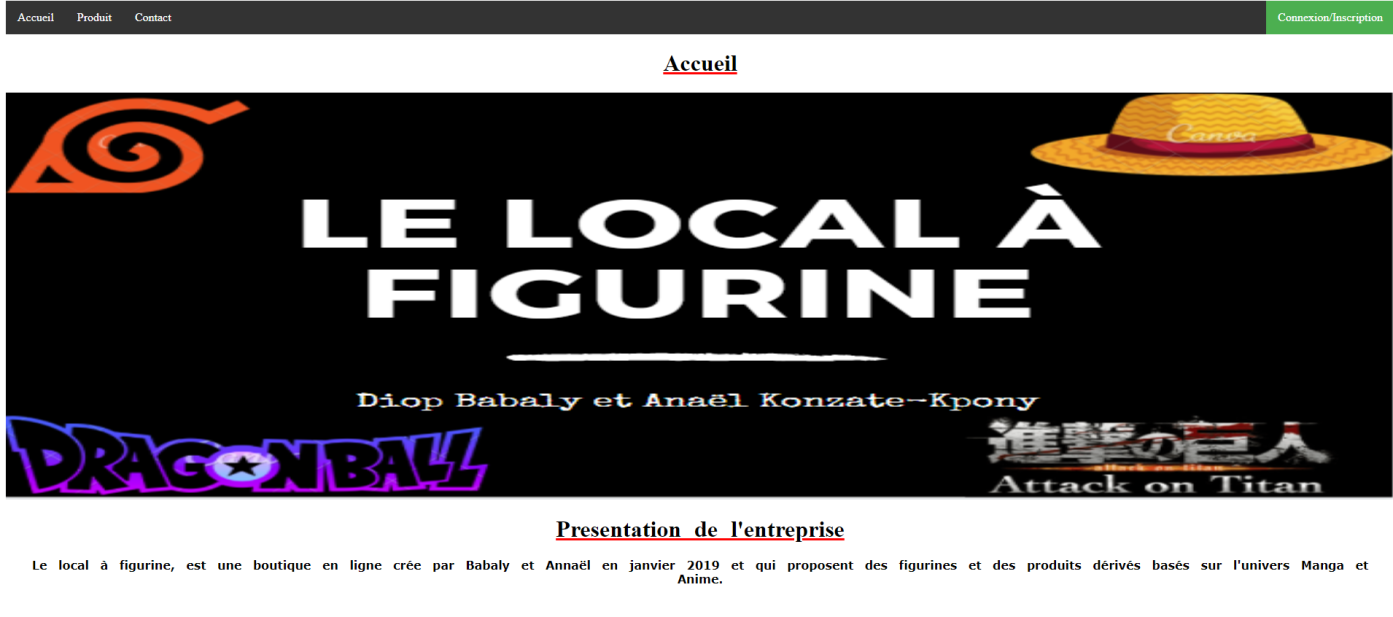 Accueil Produit Contact Connexion/Inscription
Accueil
Canva
LE LOCAL À
FIGURINE
Diop Babaly et Anaël Konzate-Kpony
DRAGONBALL
進撃の巨人
attack on titan
Attack on Titan
Presentation de l'entreprise
Le local à figurine, est une boutique en ligne crée par Babaly et Annaël en janvier 2019 et qui proposent des figurines et des produits dérivés basés sur l'univers Manga et
Anime.